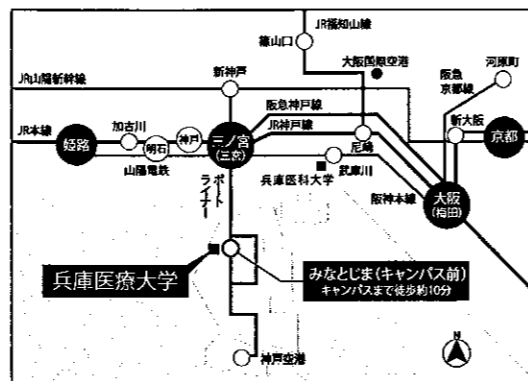 JR福知山線
篠山口
大阪国際空港
河原町
JR山陽新幹線
新神戸
阪急
京都線
阪急神戸線
新大阪
JR本線
加古川
神戸
三ノ宮
(三宮)
JR神戸線
京都
姫路
明石
尼崎
山陽電鉄
兵庫医科大学
武庫川
大阪
(梅田)
阪神本線
ポートライナー
兵庫医療大学
みなとじま(キャンパス前)
キャンパスまで徒歩約10分
神戸空港
N